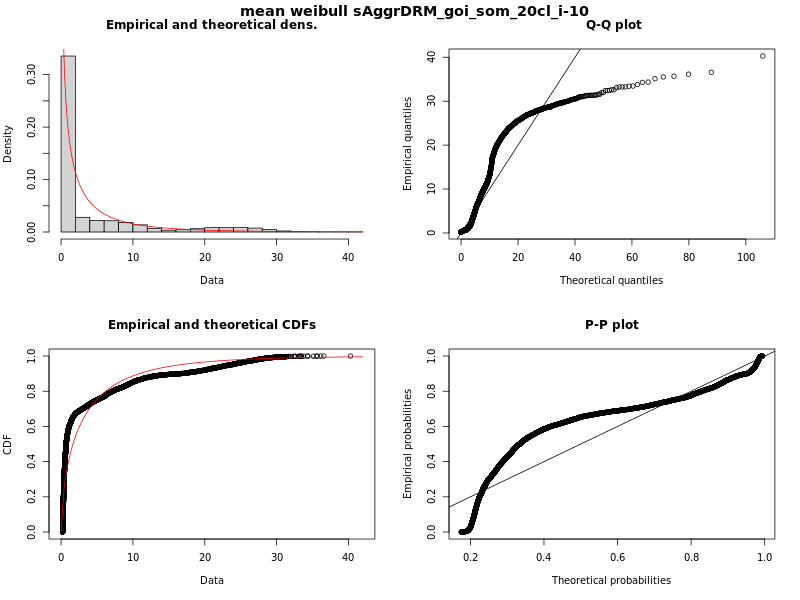 mean weibull sAggrDRM_goi_som_20cl_i-10
Empirical and theoretical dens.
Density
0.00 0.10 0.20 0.30
0 10 20 30 40
Data
Q-Q plot
Empirical quantiles
0 10 20 30 40
0 20 40 60 80 100
Theoretical quantiles
Empirical and theoretical CDFs
CDF
0.0 0.2 0.4 0.6 0.8 1.0
0 10 20 30 40
Data
P-P plot
Empirical probabilities
0.0 0.2 0.4 0.6 0.8 1.0
0.2 0.4 0.6 0.8 1.0
Theoretical probabilities